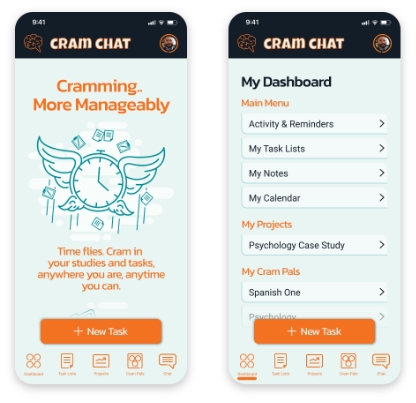 9:41
CRAM CHAT
Cramming..
More Manageably
Time flies. Cram in
your studies and tasks,
anywhere you are, anytime
you can.
+ New Task
Dashboard
Task Lists
Projects
Cram Pals
Chat
9:41
CRAM CHAT
My Dashboard
Main Menu
Activity & Reminders
My Task Lists
My Notes
My Calendar
My Projects
Psychology Case Study
My Cram Pals
Spanish One
Psychology
+ New Task
Dashboard
Task Lists
Projects
Cram Pals
Chat